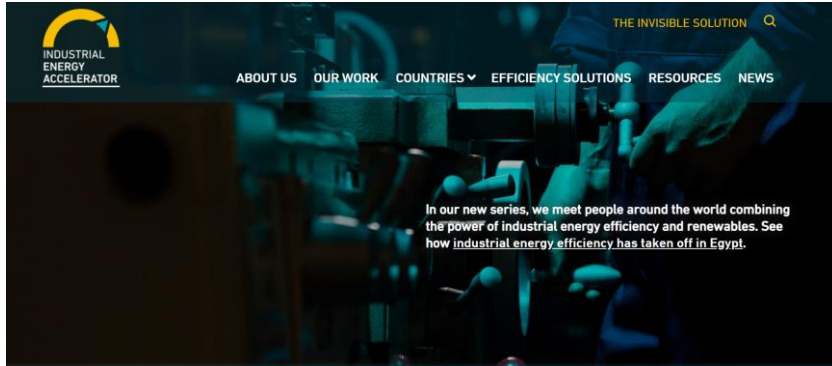 THE INVISIBLE SOLUTION
INDUSTRIAL
ENERGY
ACCELERATOR
ABOUT US OUR WORK COUNTRIES EFFICIENCY SOLUTIONS RESOURCES NEWS
In our new series, we meet people around the world combining
the power of industrial energy efficiency and renewables. See
how industrial energy efficiency has taken off in Egypt.